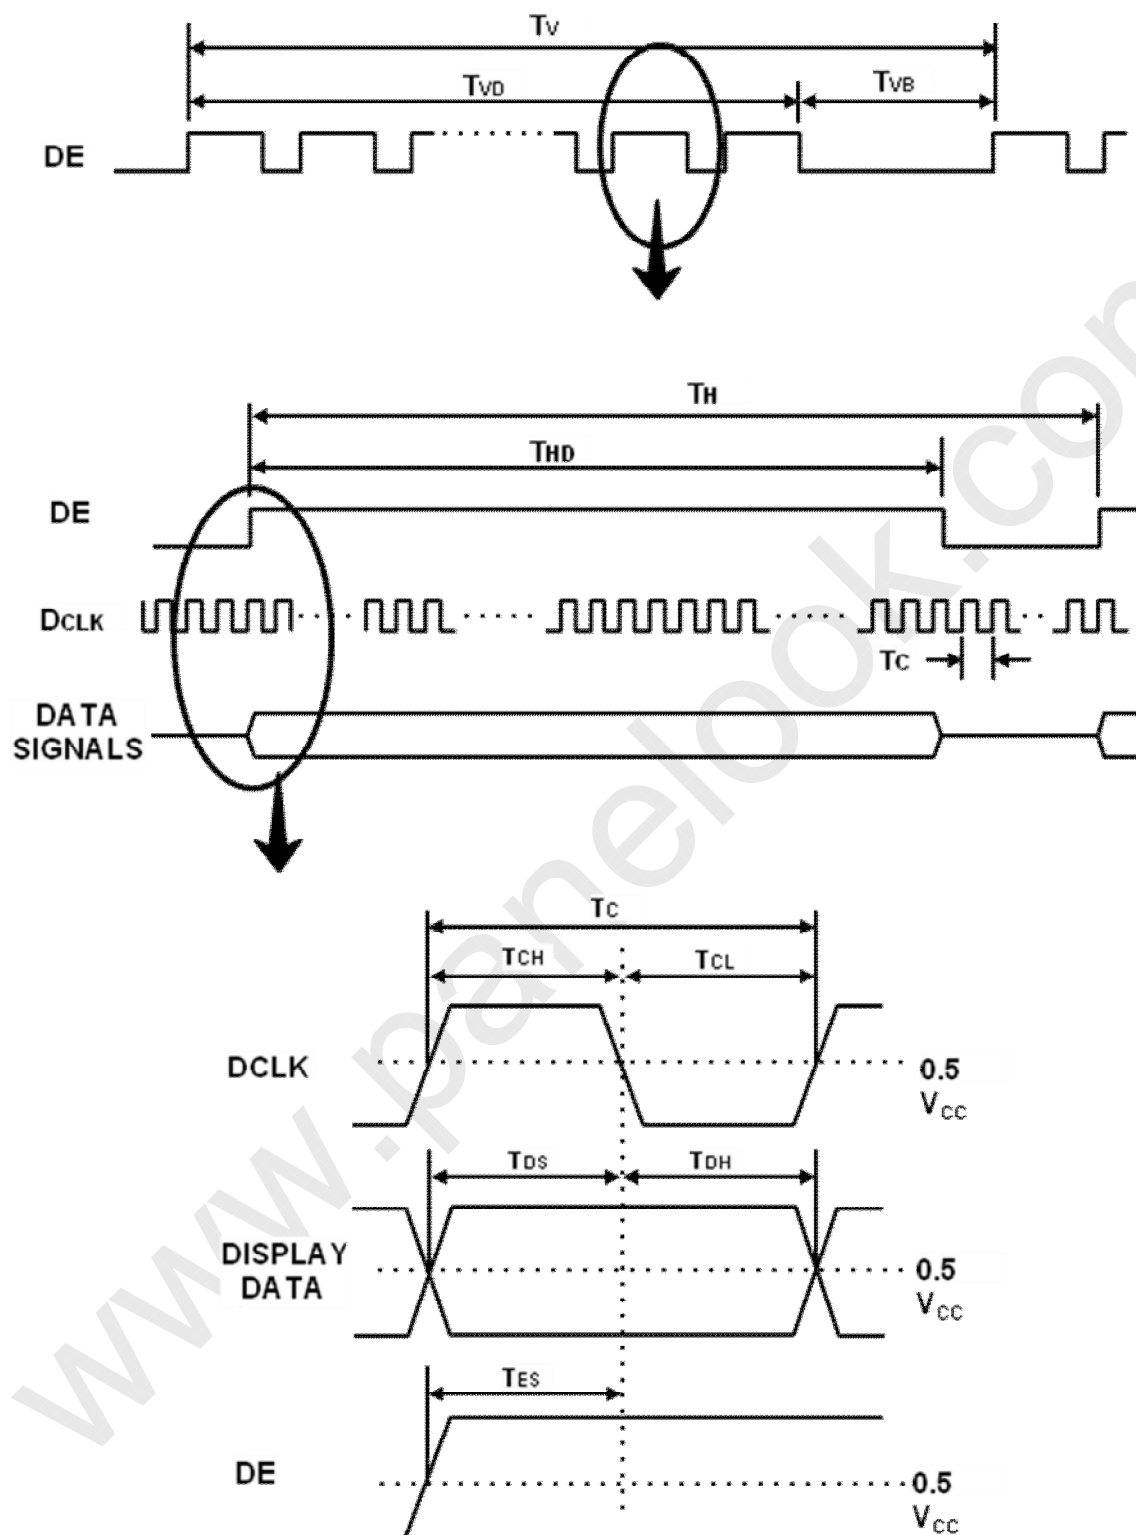 Tv
TVD
TVB
DE
TH
THD
DE
DCLK
TC
DATA
SIGNALS
TC
TCH
TCL
DCLK
0.5
VCC
TDS
TDH
DISPLAY
DATA
0.5
VCC
TES
DE
0.5
VCC
www.panelook.com